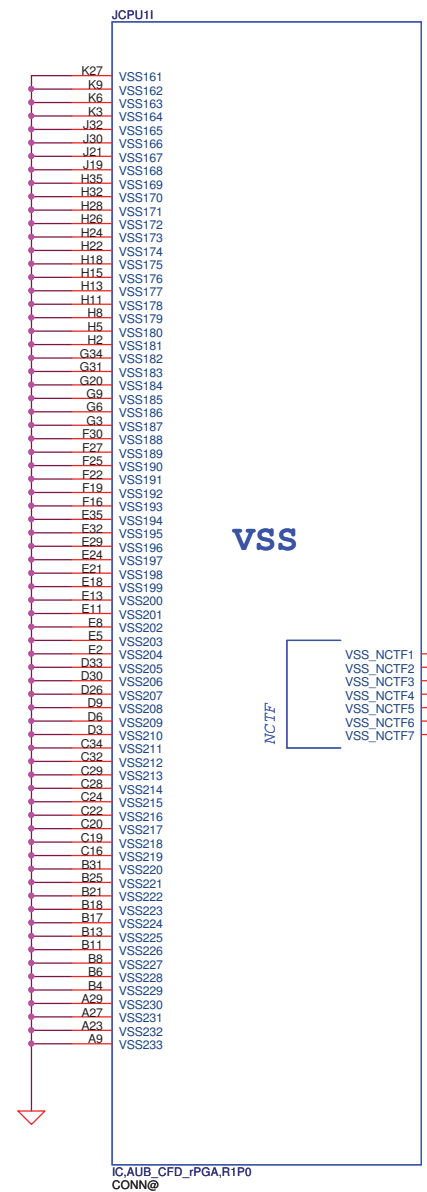 JCPU1I
K27 VSS161
K9 VSS162
K6 VSS163
K3 VSS164
J32 VSS165
J30 VSS166
J21 VSS167
J19 VSS168
H35 VSS169
H32 VSS170
H28 VSS171
H26 VSS172
H24 VSS173
H22 VSS174
H18 VSS175
H15 VSS176
H13 VSS177
H11 VSS178
H8 VSS179
H5 VSS180
H2 VSS181
G34 VSS182
G31 VSS183
G20 VSS184
G9 VSS185
G6 VSS186
G3 VSS187
F30 VSS188
F27 VSS189
F25 VSS190
F22 VSS191
F19 VSS192
F16 VSS193
E35 VSS194
E32 VSS195
E29 VSS196
E24 VSS197
E21 VSS198
E18 VSS199
E13 VSS200
E11 VSS201
E8 VSS202
E5 VSS203
E2 VSS204
D33 VSS205
D30 VSS206
D26 VSS207
D9 VSS208
D6 VSS209
D3 VSS210
C34 VSS211
C32 VSS212
C29 VSS213
C28 VSS214
C24 VSS215
C22 VSS216
C20 VSS217
C19 VSS218
C16 VSS219
B31 VSS220
B25 VSS221
B21 VSS222
B18 VSS223
B17 VSS224
B13 VSS225
B11 VSS226
B8 VSS227
B6 VSS228
B4 VSS229
A29 VSS230
A27 VSS231
A23 VSS232
A9 VSS233
VSS
NCTF
VSS_NCTF1
VSS_NCTF2
VSS_NCTF3
VSS_NCTF4
VSS_NCTF5
VSS_NCTF6
VSS_NCTF7
IC,AUB_CFD_rPGA,R1P0
CONN@